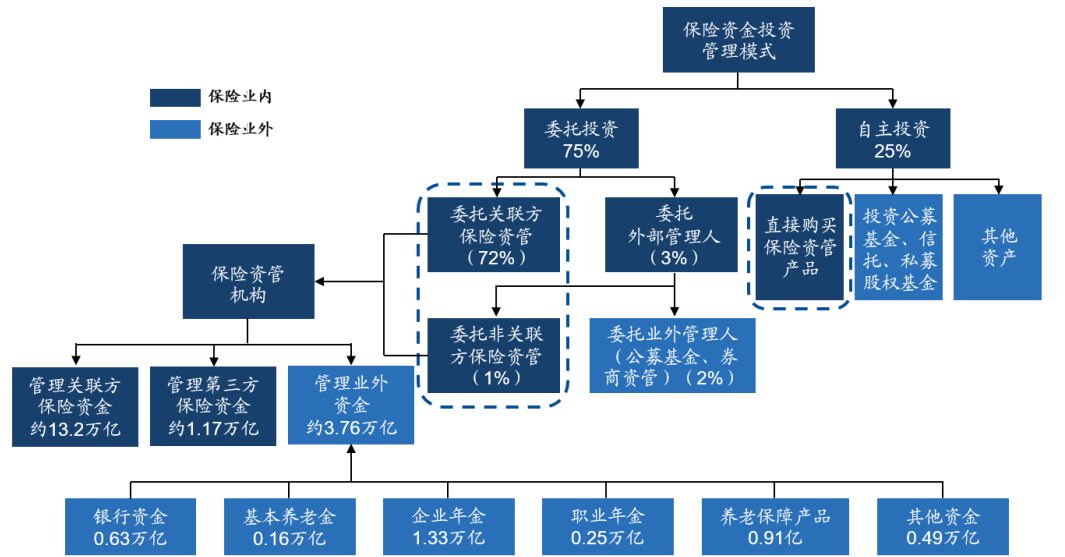 保险资金投资
管理模式
保险业内
保险业外
委托投资
75%
自主投资
25%
委托关联方
保险资管
（72%）
委托
外部管理人
（3%）
直接购买
保险资管
产品
投资公募
基金、信
托、私募
股权基金
其他
资产
保险资管
机构
委托非关联
方保险资管
（1%）
委托业外管理人
（公募基金、券
商资管）（2%）
管理关联方
保险资金
约13.2万亿
管理第三方
保险资金
约1.17万亿
管理业外
资金
约3.76万亿
银行资金
0.63万亿
基本养老金
0.16万亿
企业年金
1.33万亿
职业年金
0.25万亿
养老保障产品
0.91亿
其他资金
0.49万亿